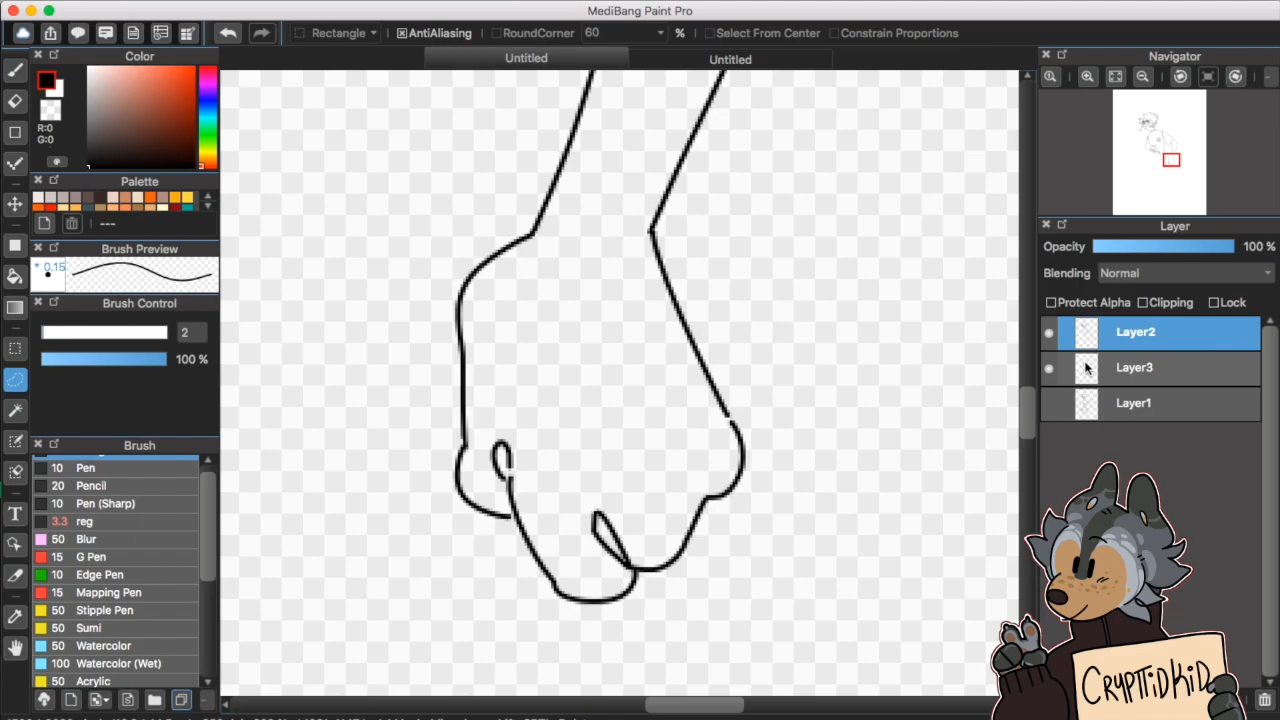 MediBang Paint Pro
Rectangle AntiAliasing RoundCorner 60 % Select From Center Constrain Proportions
Color
Untitled
Untitled
Navigator
R:0
G:0
Palette
---
Brush Preview
* 0.15
Brush Control
2
100 %
Brush
10 Pen
20 Pencil
10 Pen (Sharp)
3.3 reg
50 Blur
15 G Pen
10 Edge Pen
15 Mapping Pen
50 Stipple Pen
50 Sumi
50 Watercolor
100 Watercolor (Wet)
50 Acrylic
T
Layer
Opacity 100 %
Blending Normal
Protect Alpha Clipping Lock
Layer2
Layer3
Layer1
CRYPTTiDKiD